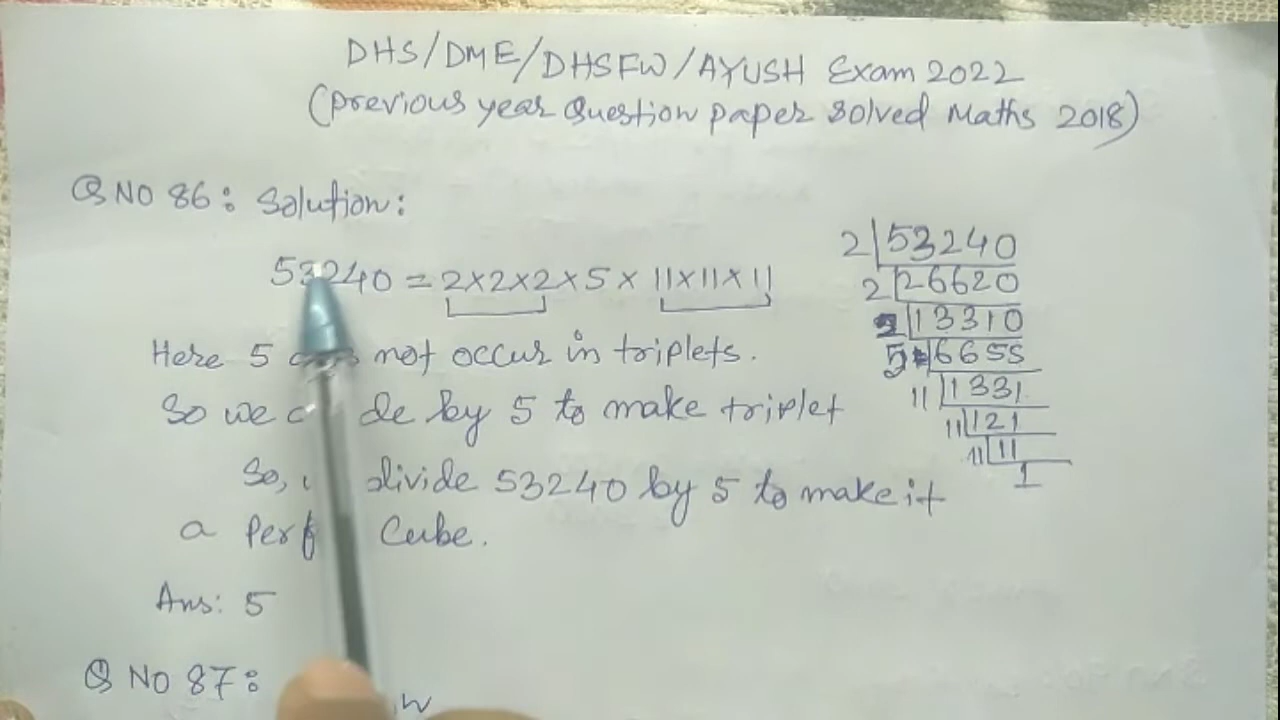 DHS/DME/DHSFW/AYUSH Exam 2022
(previous year Question paper solved Maths 2018)
Q NO 86: Solution:
53240 = 2×2×2×5× 11×11×11
Here 5 not occur in triplets.
So we by 5 to make triplet
So, divide 53240 by 5 to make it
a Cube.
Ans: 5
Q NO 87:
2 53240
2 26620
2 13310
5 6655
11 1331
11 121
11 11
1